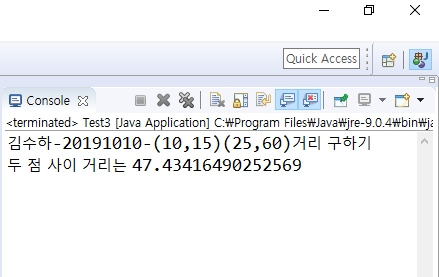 Quick Access
Console
<terminated> Test3 [Java Application] C:₩Program Files₩Java₩jre-9.0.4₩bin₩ja
김수하-20191010-(10,15)(25,60)거리 구하기
두 점 사이 거리는 47.43416490252569